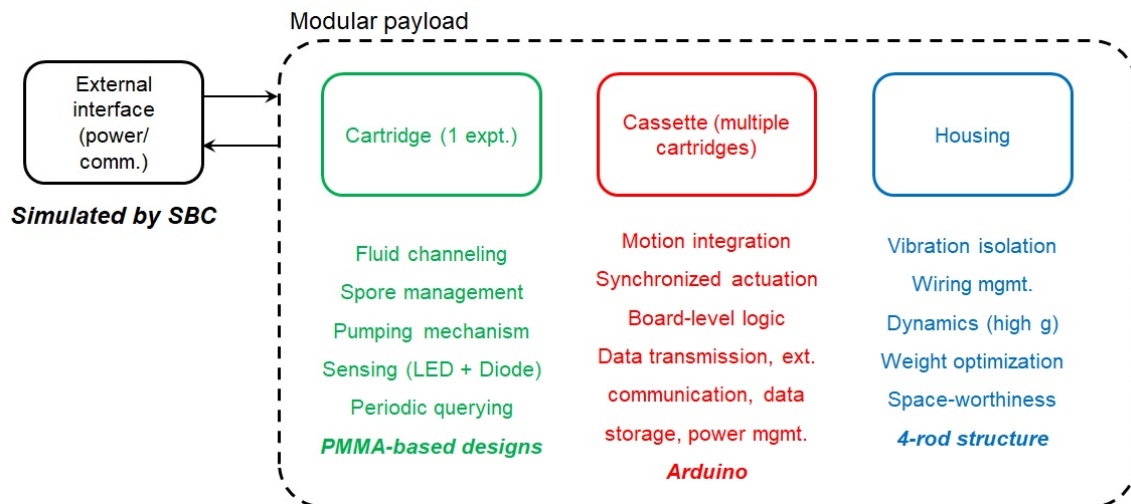 Modular payload
External
interface
(power/
comm.)
Simulated by SBC
Cartridge (1 expt.)
Fluid channeling
Spore management
Pumping mechanism
Sensing (LED + Diode)
Periodic querying
PMMA-based designs
Cassette (multiple
cartridges)
Motion integration
Synchronized actuation
Board-level logic
Data transmission, ext.
communication, data
storage, power mgmt.
Arduino
Housing
Vibration isolation
Wiring mgmt.
Dynamics (high g)
Weight optimization
Space-worthiness
4-rod structure